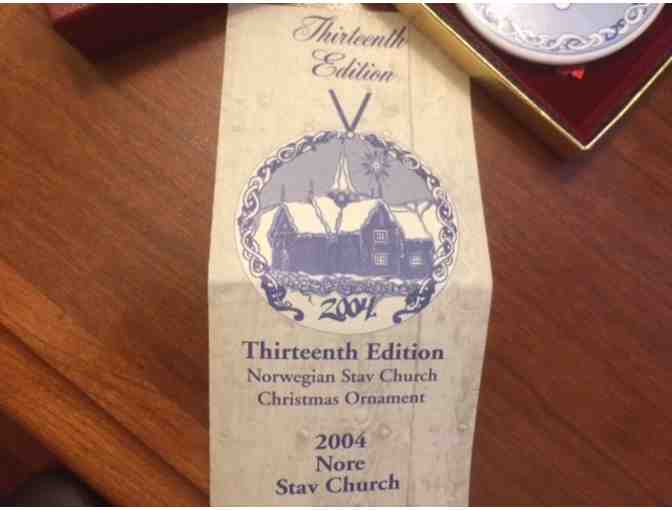 Thirteenth
Edition
2004
Thirteenth Edition
Norwegian Stav Church
Christmas Ornament
2004
Nore
Stav Church